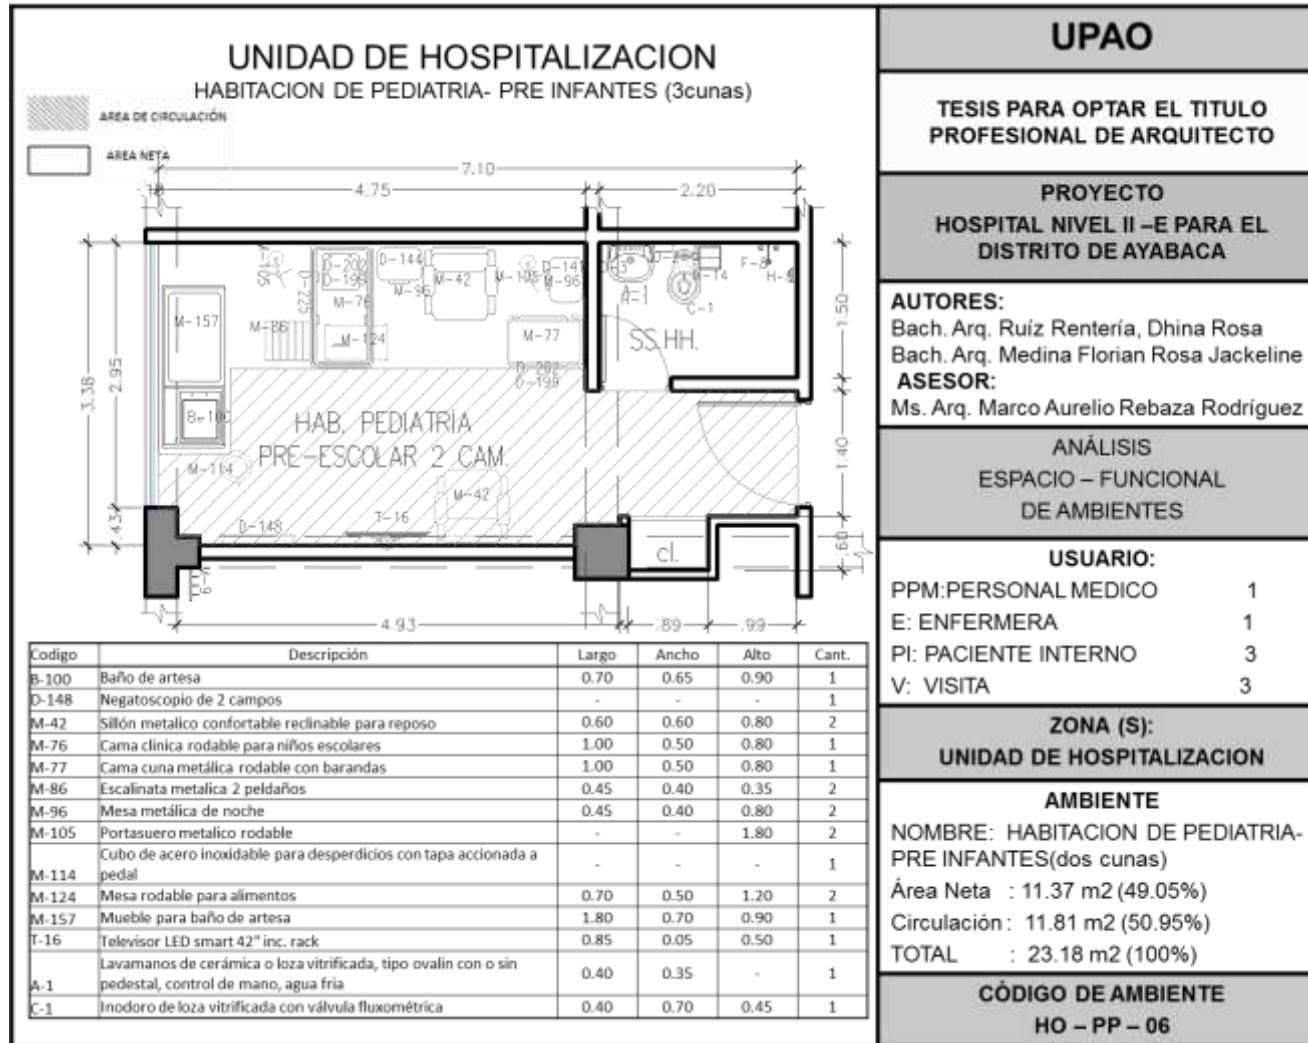 UNIDAD DE HOSPITALIZACION
HABITACION DE PEDIATRIA- PRE INFANTES (3cunas)
AREA DE CIRCULACIÓN
AREA NETA
7.10
4.75
2.20
3.38
2.95
.43
1.50
1.40
.60
M-105
D-225
D-144
M-96
M-42
M-105
M-96
M-76
M-157
M-86
M-124
M-77
D-202
D-199
A-1
C-1
M-14
SS.HH.
B-100
HAB. PEDIATRÍA
PRE-ESCOLAR 2 CAM.
M-114
M-42
D-148
T-16
cl.
4.93
.89
.99
Codigo Descripción Largo Ancho Alto Cant.
B-100 Baño de artesa 0.70 0.65 0.90 1
D-148 Negatoscopio de 2 campos - - - 1
M-42 Sillón metalico confortable reclinable para reposo 0.60 0.60 0.80 2
M-76 Cama clinica rodable para niños escolares 1.00 0.50 0.80 1
M-77 Cama cuna metálica rodable con barandas 1.00 0.50 0.80 1
M-86 Escalinata metalica 2 peldaños 0.45 0.40 0.35 2
M-96 Mesa metálica de noche 0.45 0.40 0.80 2
M-105 Portasuero metalico rodable - - 1.80 2
Cubo de acero inoxidable para desperdicios con tapa accionada a
M-114 pedal - - - 1
M-124 Mesa rodable para alimentos 0.70 0.50 1.20 2
M-157 Mueble para baño de artesa 1.80 0.70 0.90 1
T-16 Televisor LED smart 42" inc. rack 0.85 0.05 0.50 1
Lavamanos de cerámica o loza vitrificada, tipo ovalin con o sin
A-1 pedestal, control de mano, agua fria 0.40 0.35 - 1
C-1 Inodoro de loza vitrificada con válvula fluxométrica 0.40 0.70 0.45 1
UPAO
TESIS PARA OPTAR EL TITULO
PROFESIONAL DE ARQUITECTO
PROYECTO
HOSPITAL NIVEL II –E PARA EL
DISTRITO DE AYABACA
AUTORES:
Bach. Arq. Ruíz Rentería, Dhina Rosa
Bach. Arq. Medina Florian Rosa Jackeline
ASESOR:
Ms. Arq. Marco Aurelio Rebaza Rodríguez
ANÁLISIS
ESPACIO – FUNCIONAL
DE AMBIENTES
USUARIO:
PPM:PERSONAL MEDICO 1
E: ENFERMERA 1
PI: PACIENTE INTERNO 3
V: VISITA 3
ZONA (S):
UNIDAD DE HOSPITALIZACION
AMBIENTE
NOMBRE: HABITACION DE PEDIATRIA-
PRE INFANTES(dos cunas)
Área Neta : 11.37 m2 (49.05%)
Circulación : 11.81 m2 (50.95%)
TOTAL : 23.18 m2 (100%)
CÓDIGO DE AMBIENTE
HO – PP – 06